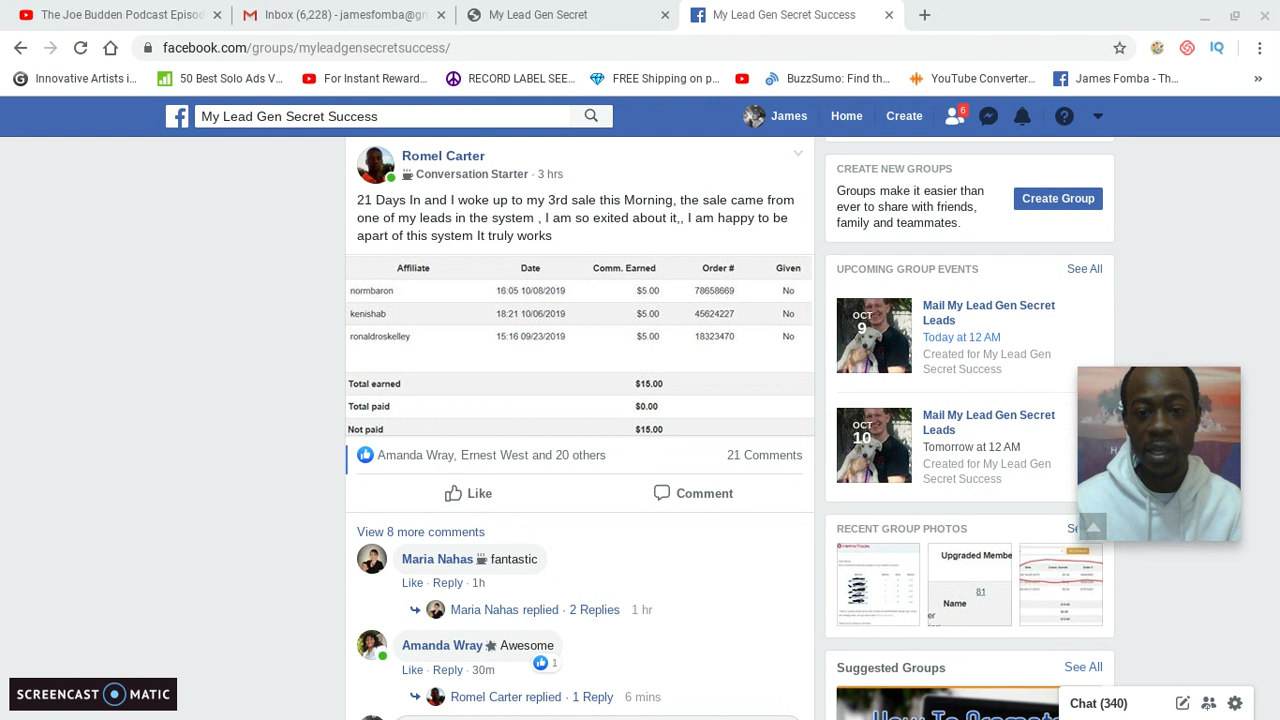 The Joe Budden Podcast Episod
Inbox (6,228) - jamesfomba@gm
My Lead Gen Secret
My Lead Gen Secret Success
facebook.com/groups/myleadgensecretsuccess/
Innovative Artists i...
50 Best Solo Ads V...
For Instant Reward...
RECORD LABEL SEE...
FREE Shipping on p...
BuzzSumo: Find th...
YouTube Converter...
James Fomba - Th...
My Lead Gen Secret Success
James
Home
Create
6
Romel Carter
Conversation Starter · 3 hrs
21 Days In and I woke up to my 3rd sale this Morning, the sale came from
one of my leads in the system , I am so exited about it,, I am happy to be
apart of this system It truly works
Affiliate Date Comm. Earned Order # Given
normbaron 16:05 10/08/2019 $5.00 78658669 No
kenishab 18:21 10/06/2019 $5.00 45624227 No
ronaldroskelley 15:16 09/23/2019 $5.00 18323470 No
Total earned $15.00
Total paid $0.00
Not paid $15.00
Amanda Wray, Ernest West and 20 others
21 Comments
Like
Comment
View 8 more comments
Maria Nahas fantastic
Like · Reply · 1h
Maria Nahas replied · 2 Replies 1 hr
Amanda Wray Awesome
1
Like · Reply · 30m
Romel Carter replied · 1 Reply 6 mins
CREATE NEW GROUPS
Groups make it easier than
ever to share with friends,
family and teammates.
Create Group
UPCOMING GROUP EVENTS
See All
OCT
9
Mail My Lead Gen Secret
Leads
Today at 12 AM
Created for My Lead Gen
Secret Success
OCT
10
Mail My Lead Gen Secret
Leads
Tomorrow at 12 AM
Created for My Lead Gen
Secret Success
RECENT GROUP PHOTOS
Upgraded Membe
81
Name
Suggested Groups
See All
Chat (340)
SCREENCAST MATIC